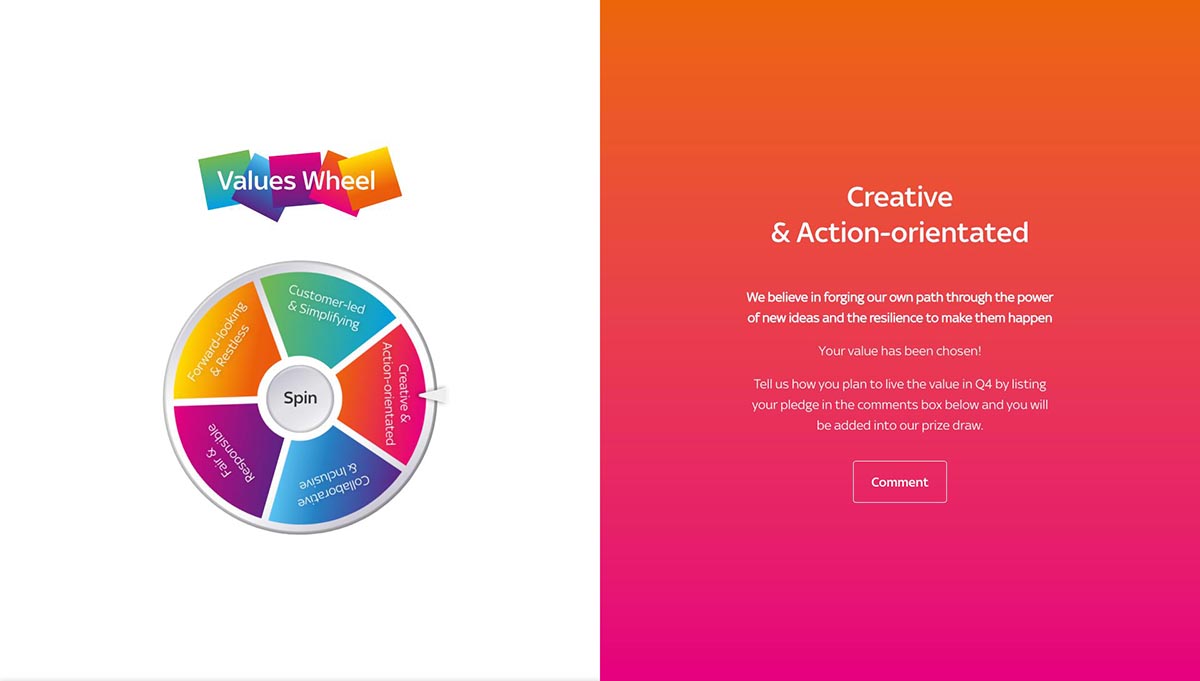 Values Wheel
Customer-led
& Simplifying
Creative &
Action-orientated
Collaborative
& Inclusive
Fair &
Responsible
Forward-looking
& Restless
Spin
Creative
& Action-orientated
We believe in forging our own path through the power
of new ideas and the resilience to make them happen
Your value has been chosen!
Tell us how you plan to live the value in Q4 by listing
your pledge in the comments box below and you will
be added into our prize draw.
Comment